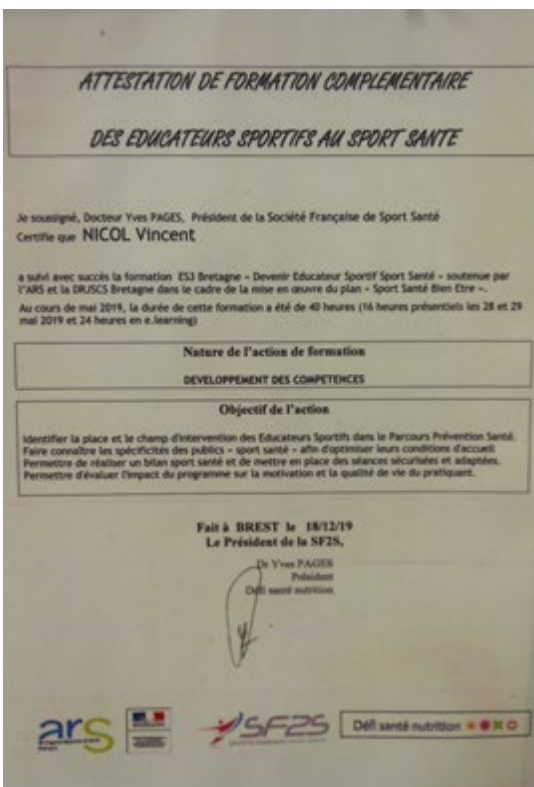 ATTESTATION DE FORMATION COMPLEMENTAIRE
DES EDUCATEURS SPORTIFS AU SPORT SANTE
Je soussigné, Docteur Yves PAGES, Président de la Société Française de Sport Santé
Certifie que NICOL Vincent
a suivi avec succès la formation ES3 Bretagne « Devenir Educateur Sportif Sport Santé » soutenue par
l'ARS et la DRJSCS Bretagne dans le cadre de la mise en œuvre du plan « Sport Santé Bien Etre ».
Au cours de mai 2019, la durée de cette formation a été de 40 heures (16 heures présentiels les 28 et 29
mai 2019 et 24 heures en e.learning)
Nature de l'action de formation
DEVELOPPEMENT DES COMPETENCES
Objectif de l'action
Identifier la place et le champ d'intervention des Educateurs Sportifs dans le Parcours Prévention Santé.
Faire connaître les spécificités des publics « sport santé » afin d'optimiser leurs conditions d'accueil
Permettre de réaliser un bilan sport santé et de mettre en place des séances sécurisées et adaptées.
Permettre d'évaluer l'impact du programme sur la motivation et la qualité de vie du pratiquant.
Fait à BREST le 18/12/19
Le Président de la SF2S,
Dr Yves PAGES
Président
Défi santé nutrition
ars
SF2S
Défi santé nutrition